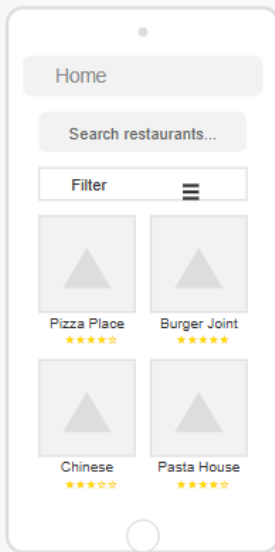 Home
Search restaurants...
Filter
Pizza Place Burger Joint
★★★★☆ ★★★★★
Chinese Pasta House
★★★☆☆ ★★★★☆